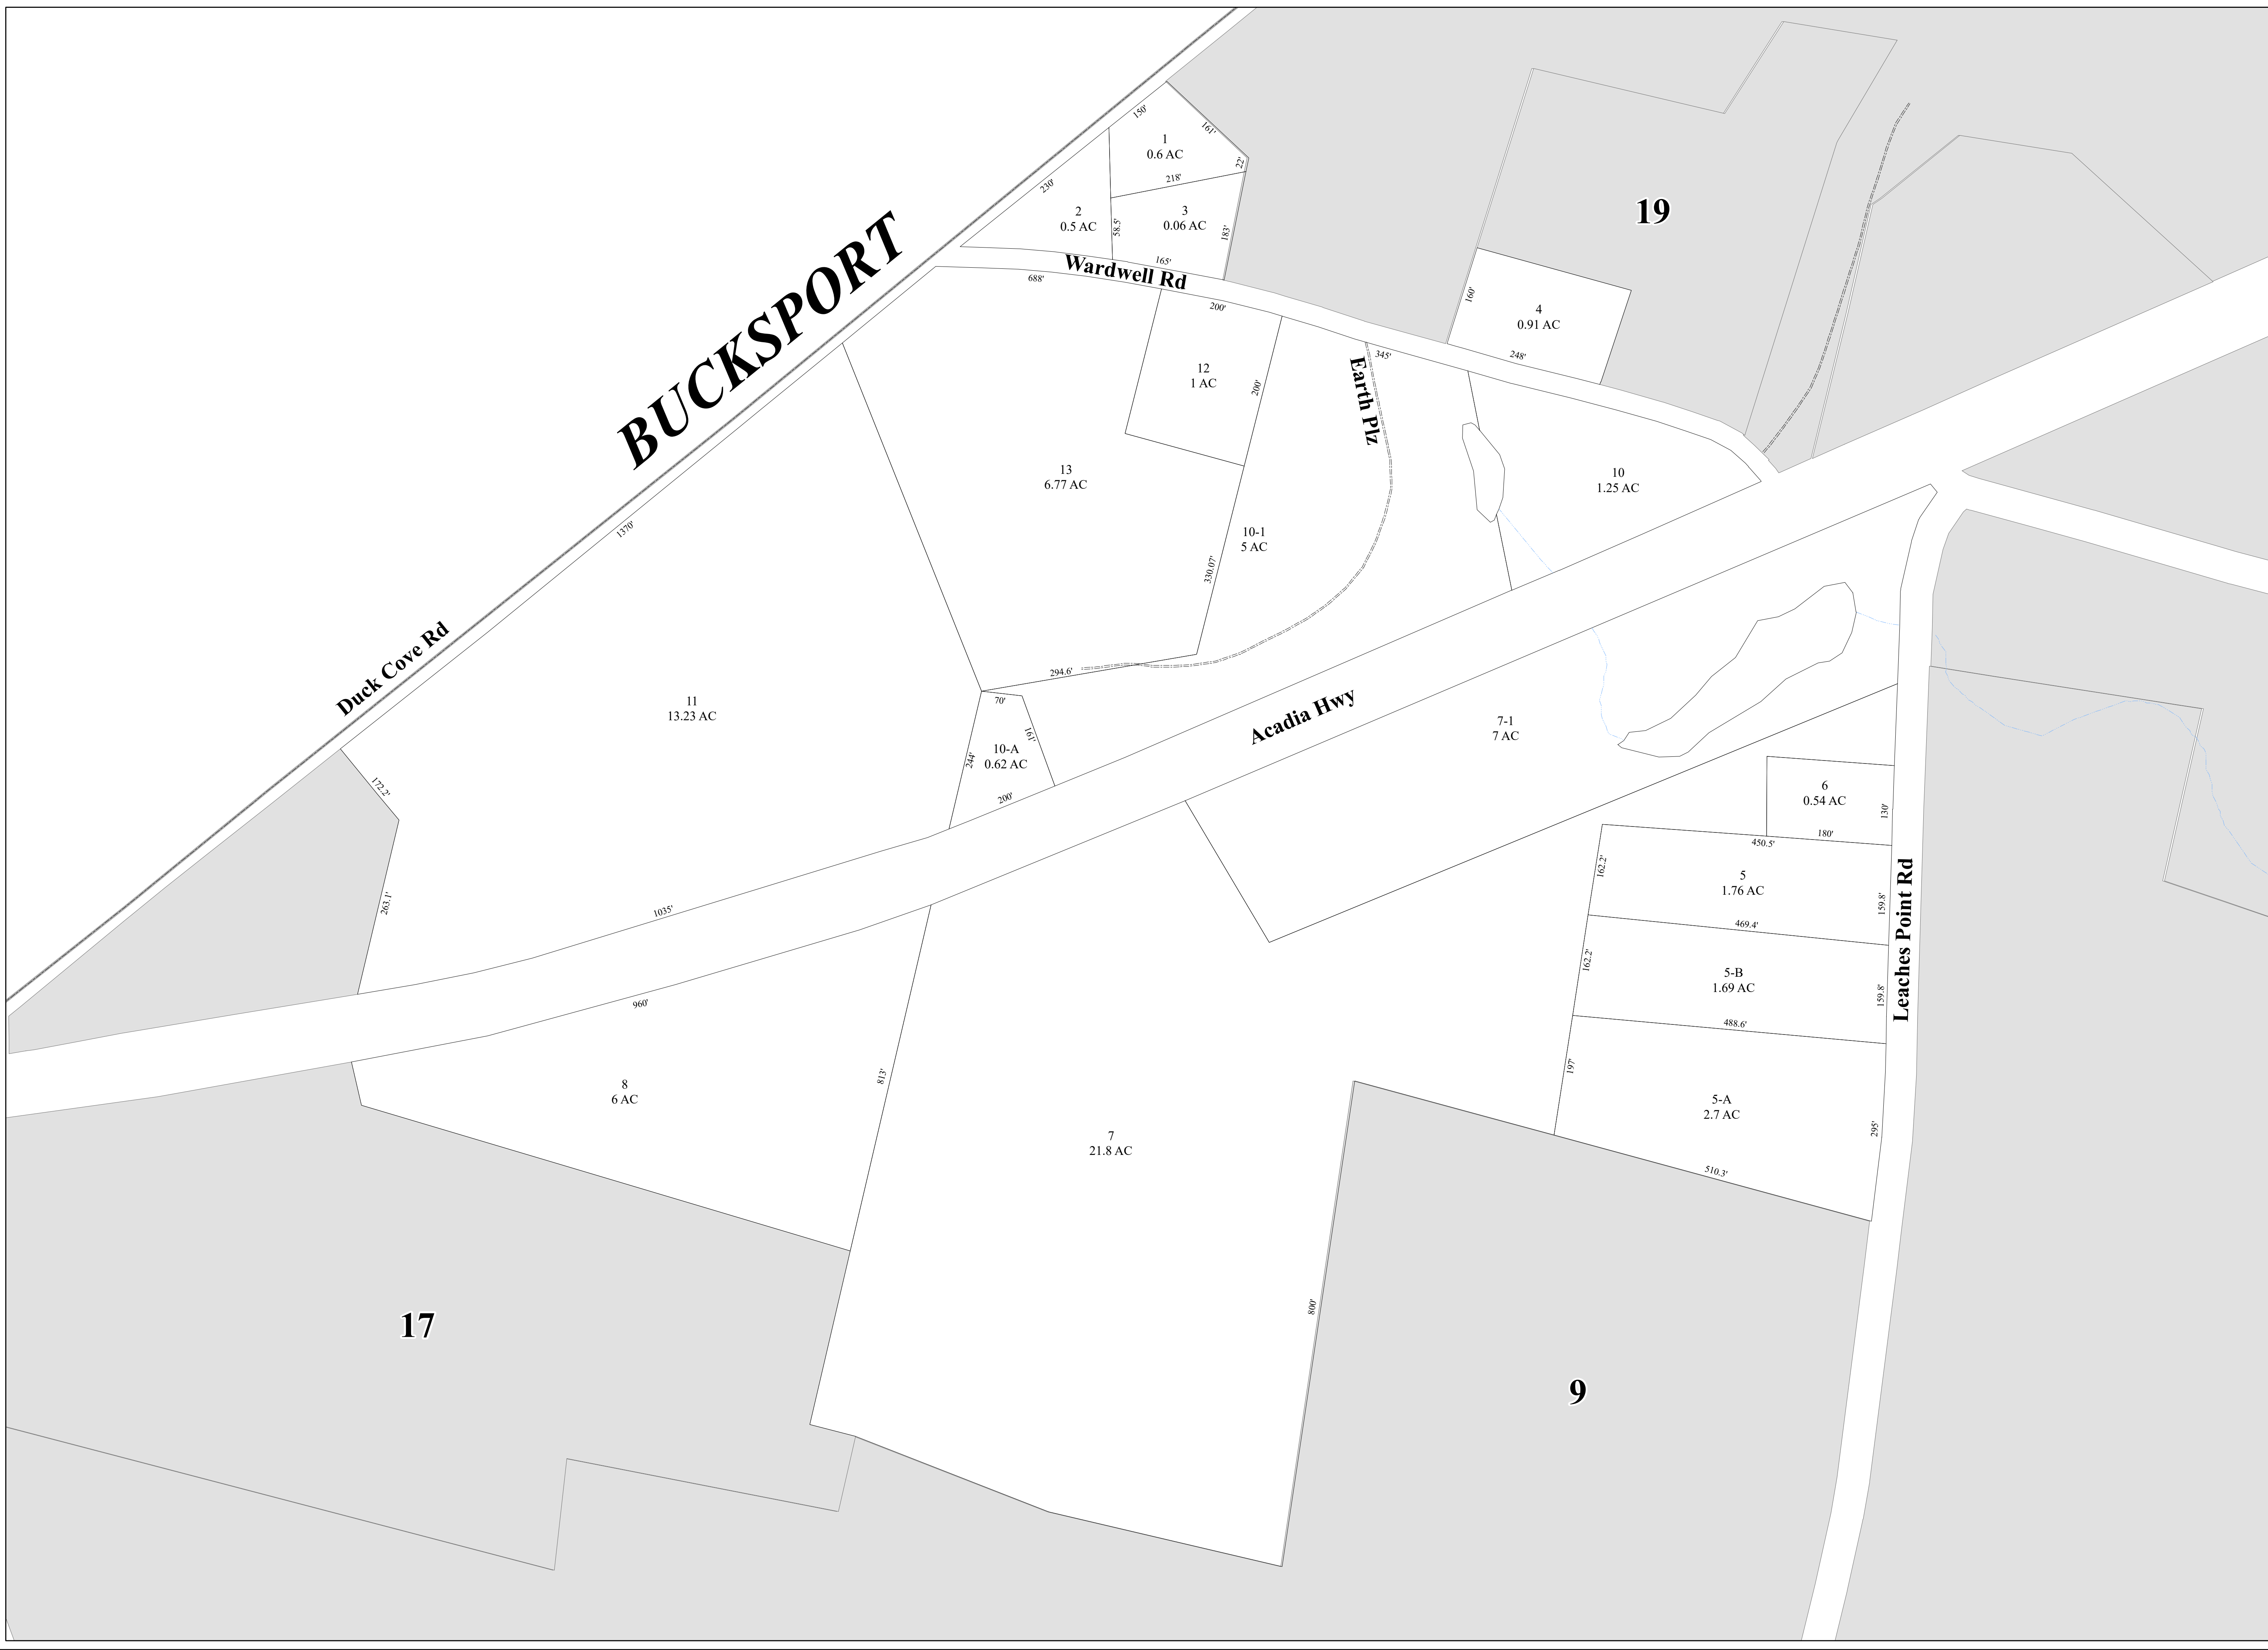 150'
161'
1
0.6 AC
22'
218'
230'
2
0.5 AC
58.5'
3
0.06 AC
183'
19
BUCKSPORT
165'
Wardwell Rd
688'
200'
160'
4
0.91 AC
248'
345'
Earth Plz
12
1 AC
200'
13
6.77 AC
10
1.25 AC
1370'
10-1
5 AC
330.07'
Duck Cove Rd
294.6'
11
13.23 AC
70'
161'
10-A
0.62 AC
244'
200'
Acadia Hwy
7-1
7 AC
172.2'
263.1'
6
0.54 AC
130'
180'
450.5'
162.2'
5
1.76 AC
159.8'
1035'
469.4'
Leaches Point Rd
162.2'
5-B
1.69 AC
159.8'
960'
488.6'
8
6 AC
813'
197'
5-A
2.7 AC
295'
7
21.8 AC
510.3'
17
800'
9